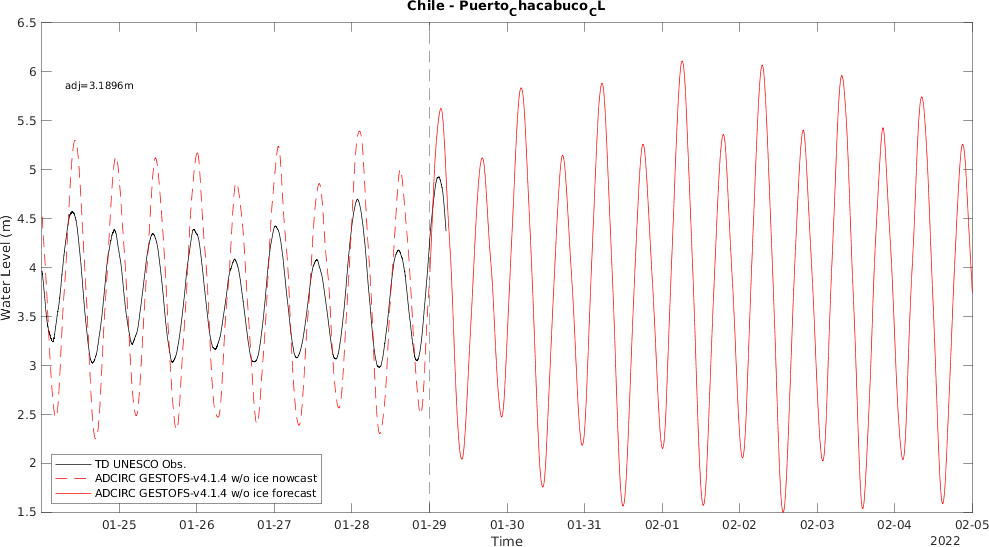 Chile - PuertoChacabucoCL
6.5
6
5.5
5
4.5
4
3.5
3
2.5
2
1.5
Water Level (m)
adj=3.1896m
TD UNESCO Obs.
ADCIRC GESTOFS-v4.1.4 w/o ice nowcast
ADCIRC GESTOFS-v4.1.4 w/o ice forecast
01-25 01-26 01-27 01-28 01-29 01-30 01-31 02-01 02-02 02-03 02-04 02-05
Time
2022